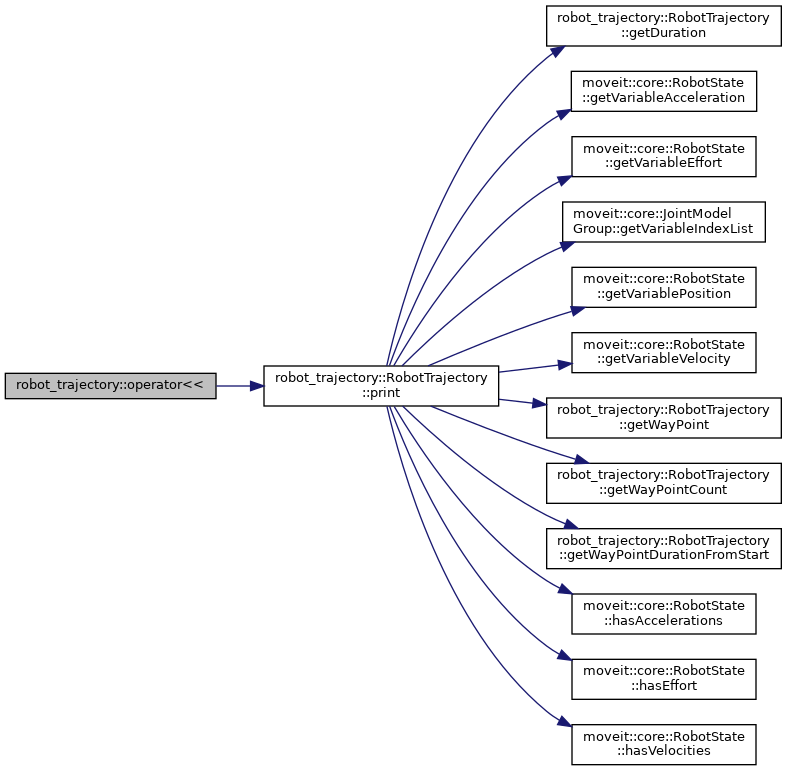 robot_trajectory::RobotTrajectory
::getDuration
moveit::core::RobotState
::getVariableAcceleration
moveit::core::RobotState
::getVariableEffort
moveit::core::JointModel
Group::getVariableIndexList
moveit::core::RobotState
::getVariablePosition
moveit::core::RobotState
::getVariableVelocity
robot_trajectory::operator<<
robot_trajectory::RobotTrajectory
::print
robot_trajectory::RobotTrajectory
::getWayPoint
robot_trajectory::RobotTrajectory
::getWayPointCount
robot_trajectory::RobotTrajectory
::getWayPointDurationFromStart
moveit::core::RobotState
::hasAccelerations
moveit::core::RobotState
::hasEffort
moveit::core::RobotState
::hasVelocities